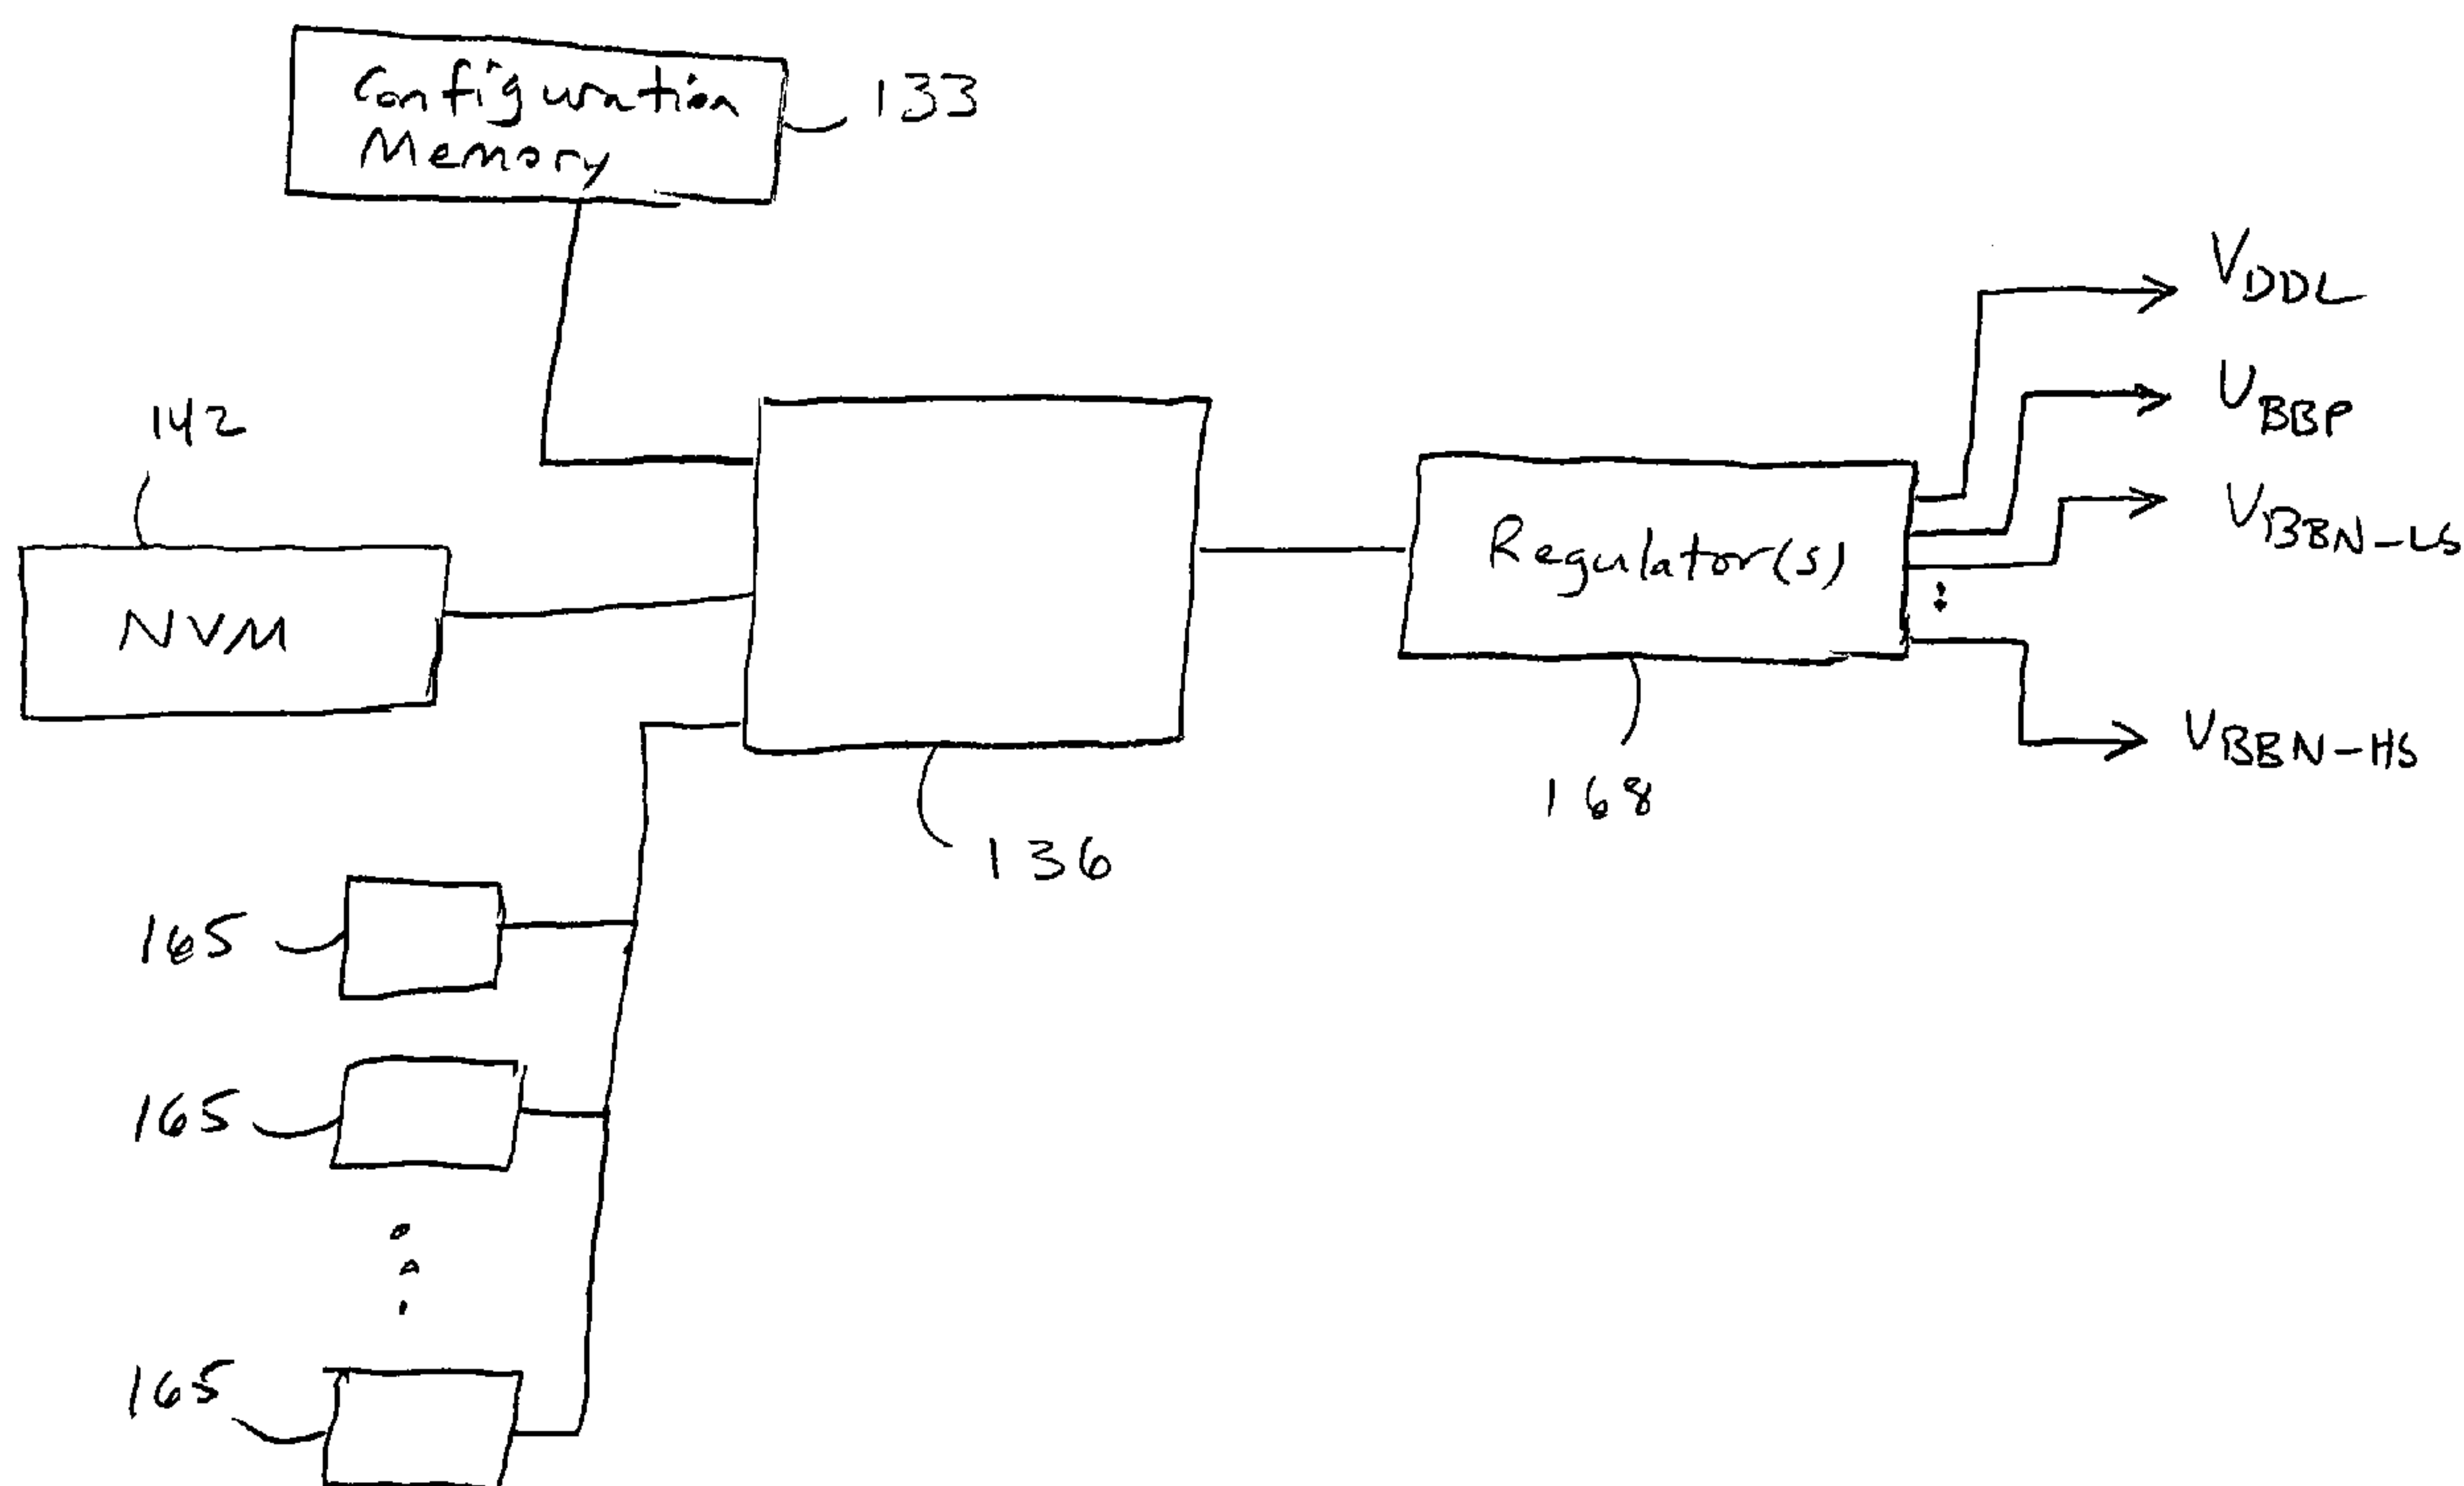 Configuration
Memory
133
142
NVM
136
Regulator(s)
168
VDDL
VBBP
VBBN-LS
VBBN-HS
165
165
165